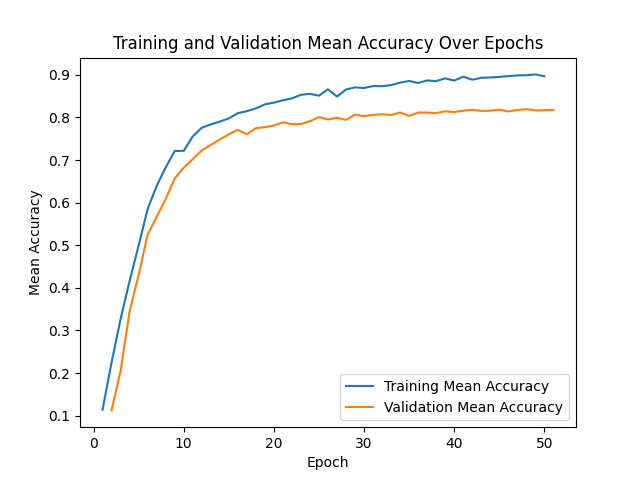 Training and Validation Mean Accuracy Over Epochs
0.9
0.8
0.7
0.6
0.5
0.4
0.3
0.2
0.1
Mean Accuracy
Training Mean Accuracy
Validation Mean Accuracy
0 10 20 30 40 50
Epoch